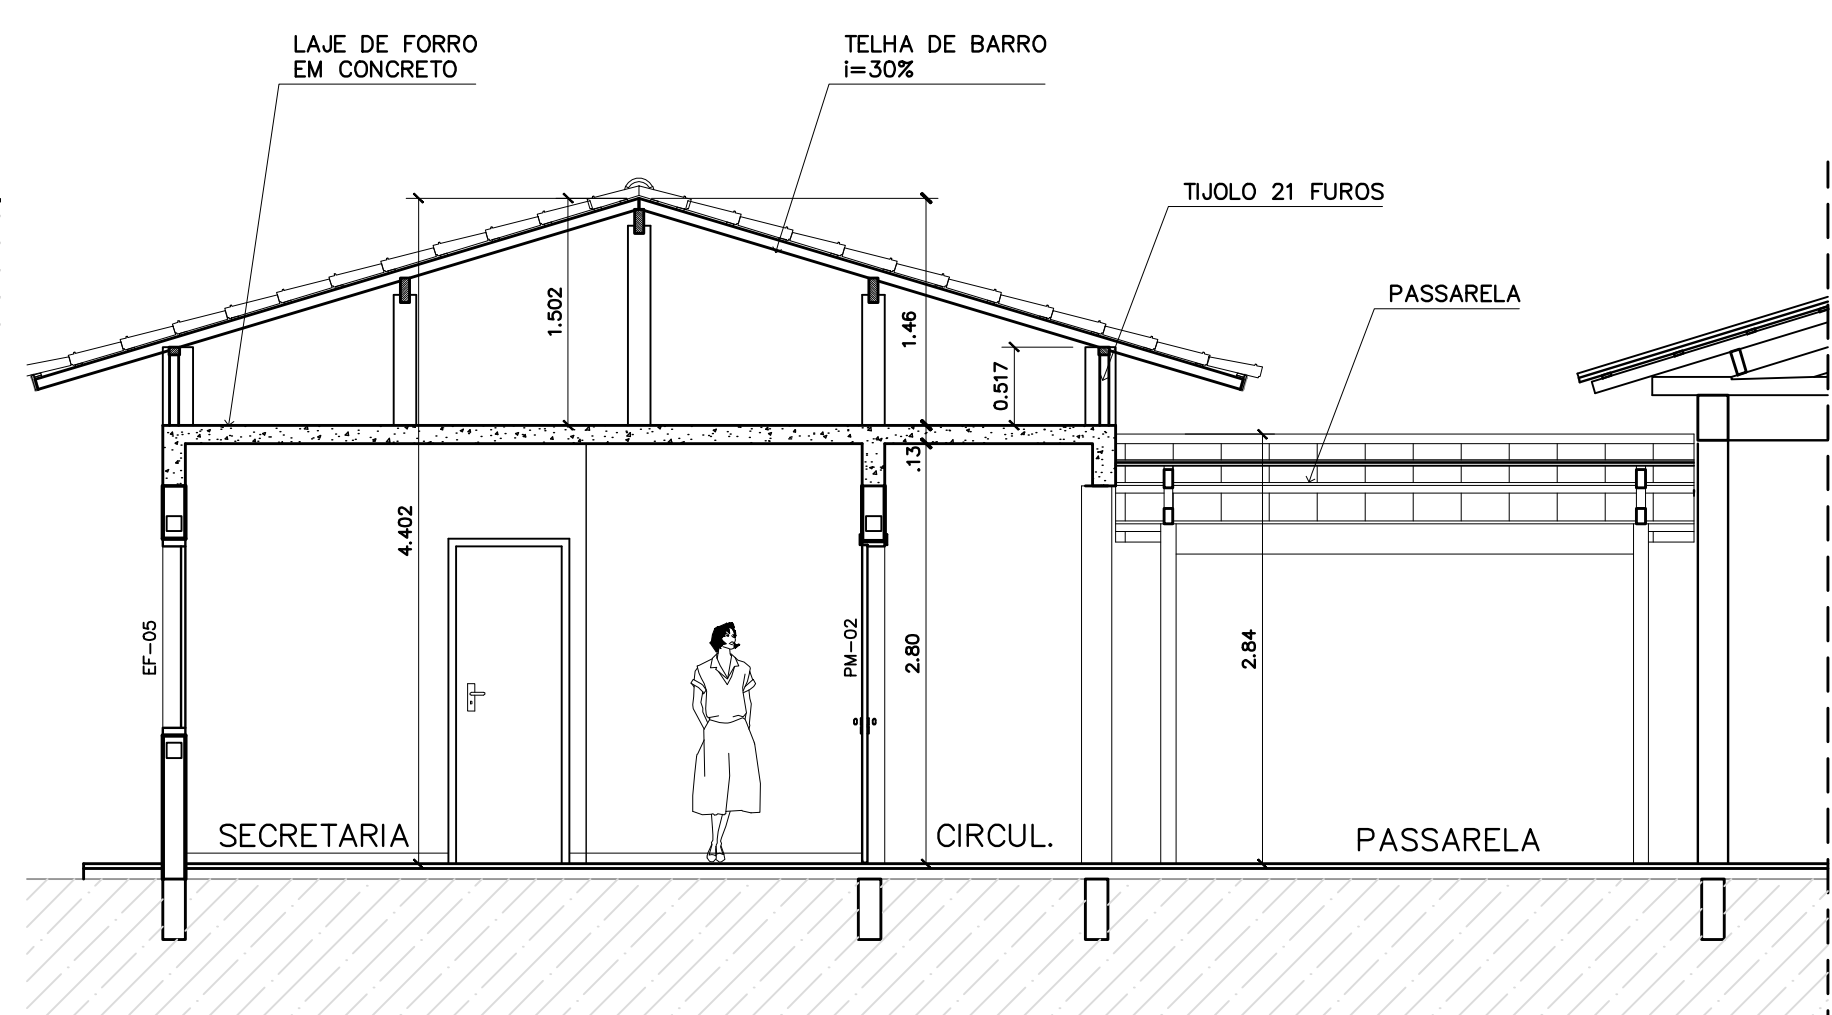 LAJE DE FORRO
EM CONCRETO
TELHA DE BARRO
i=30%
TIJOLO 21 FUROS
PASSARELA
1.502
1.46
0.517
.13
4.402
EF-05
PM-02
2.80
2.84
SECRETARIA
CIRCUL.
PASSARELA